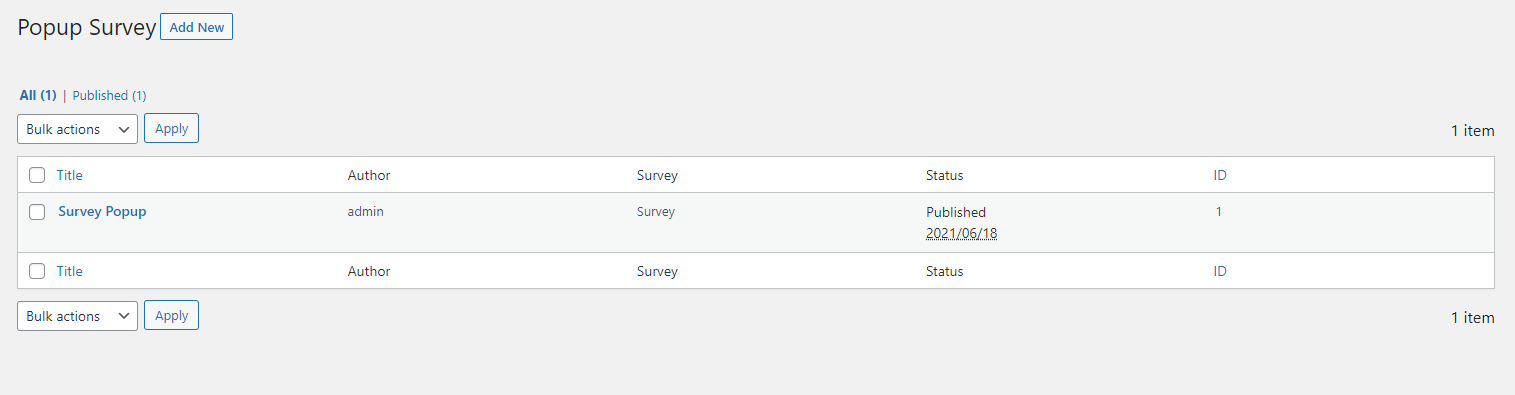 Popup Survey Add New
All (1) | Published (1)
Bulk actions Apply 1 item
Title Author Survey Status ID
Survey Popup admin Survey Published 1
2021/06/18
Title Author Survey Status ID
Bulk actions Apply 1 item